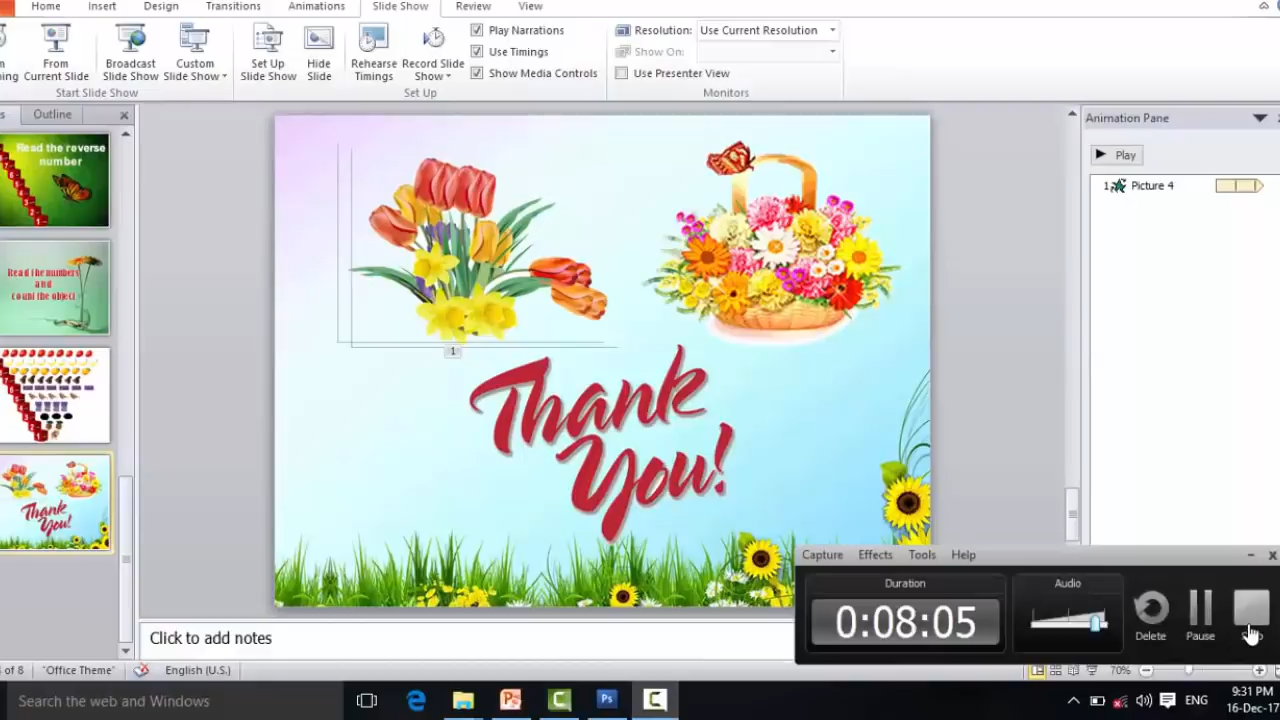 Home Insert Design Transitions Animations Slide Show Review View
From Current Slide
Broadcast Slide Show
Custom Slide Show
Set Up Slide Show
Hide Slide
Rehearse Timings
Record Slide Show
Play Narrations
Use Timings
Show Media Controls
Resolution: Use Current Resolution
Show On:
Use Presenter View
Start Slide Show
Set Up
Monitors
Outline
Animation Pane
Play
1 Picture 4
Read the reverse
number
Read the numbers
and
count the object
Thank
You!
1
Thank
You!
Click to add notes
Capture Effects Tools Help
Duration
0:08:05
Audio
Delete
Pause
of 8
"Office Theme"
English (U.S.)
70%
Search the web and Windows
ENG
9:31 PM
16-Dec-17